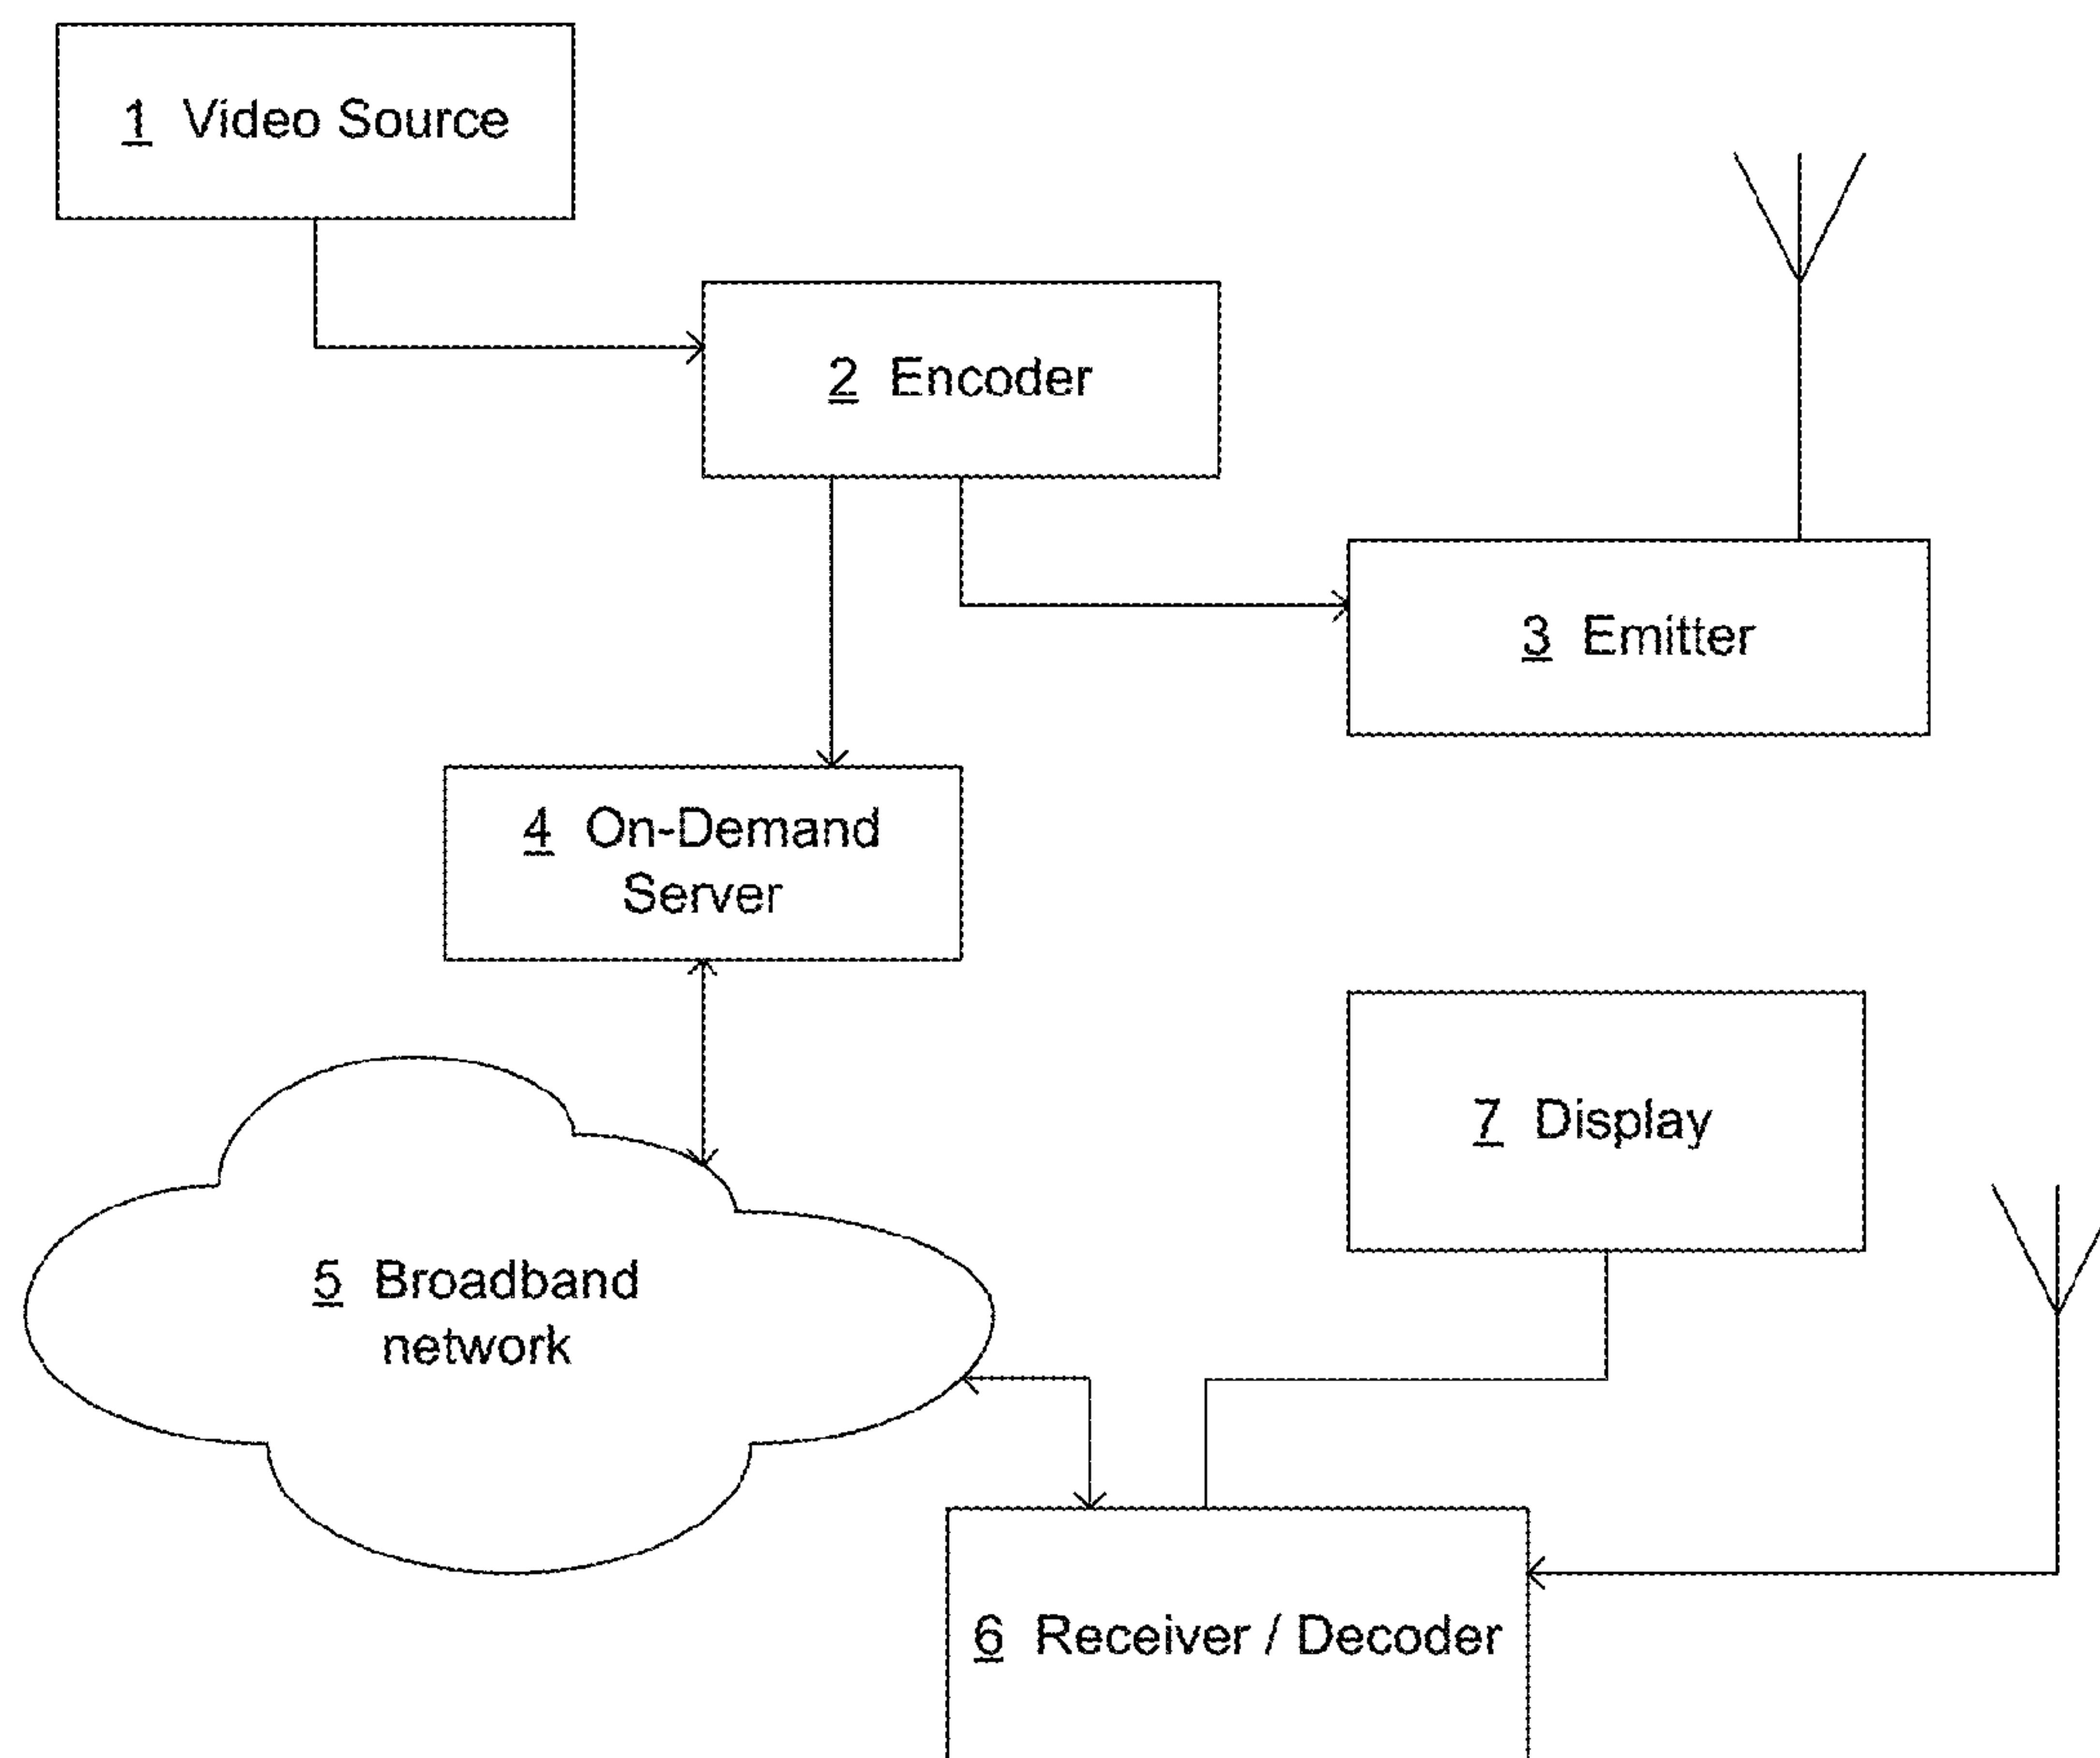 1 Video Source
2 Encoder
3 Emitter
4 On-Demand
Server
7 Display
5 Broadband
network
6 Receiver / Decoder